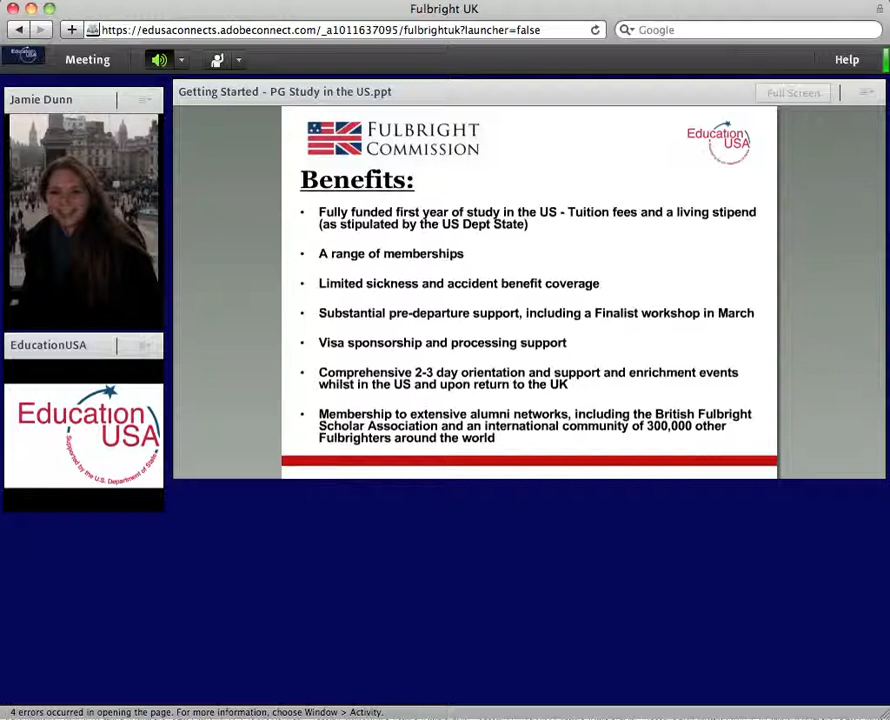 Fulbright UK
https://edusaconnects.adobeconnect.com/_a1011637095/fulbrightuk?launcher=false
Google
Education USA
Meeting
Help
Jamie Dunn
Getting Started - PG Study in the US.ppt
Full Screen
FULBRIGHT
COMMISSION
Education
USA
Benefits:
• Fully funded first year of study in the US - Tuition fees and a living stipend
(as stipulated by the US Dept State)
• A range of memberships
• Limited sickness and accident benefit coverage
• Substantial pre-departure support, including a Finalist workshop in March
• Visa sponsorship and processing support
• Comprehensive 2-3 day orientation and support and enrichment events
whilst in the US and upon return to the UK
• Membership to extensive alumni networks, including the British Fulbright
Scholar Association and an international community of 300,000 other
Fulbrighters around the world
EducationUSA
Education
USA
Supported by the U.S. Department of State
4 errors occurred in opening the page. For more information, choose Window > Activity.